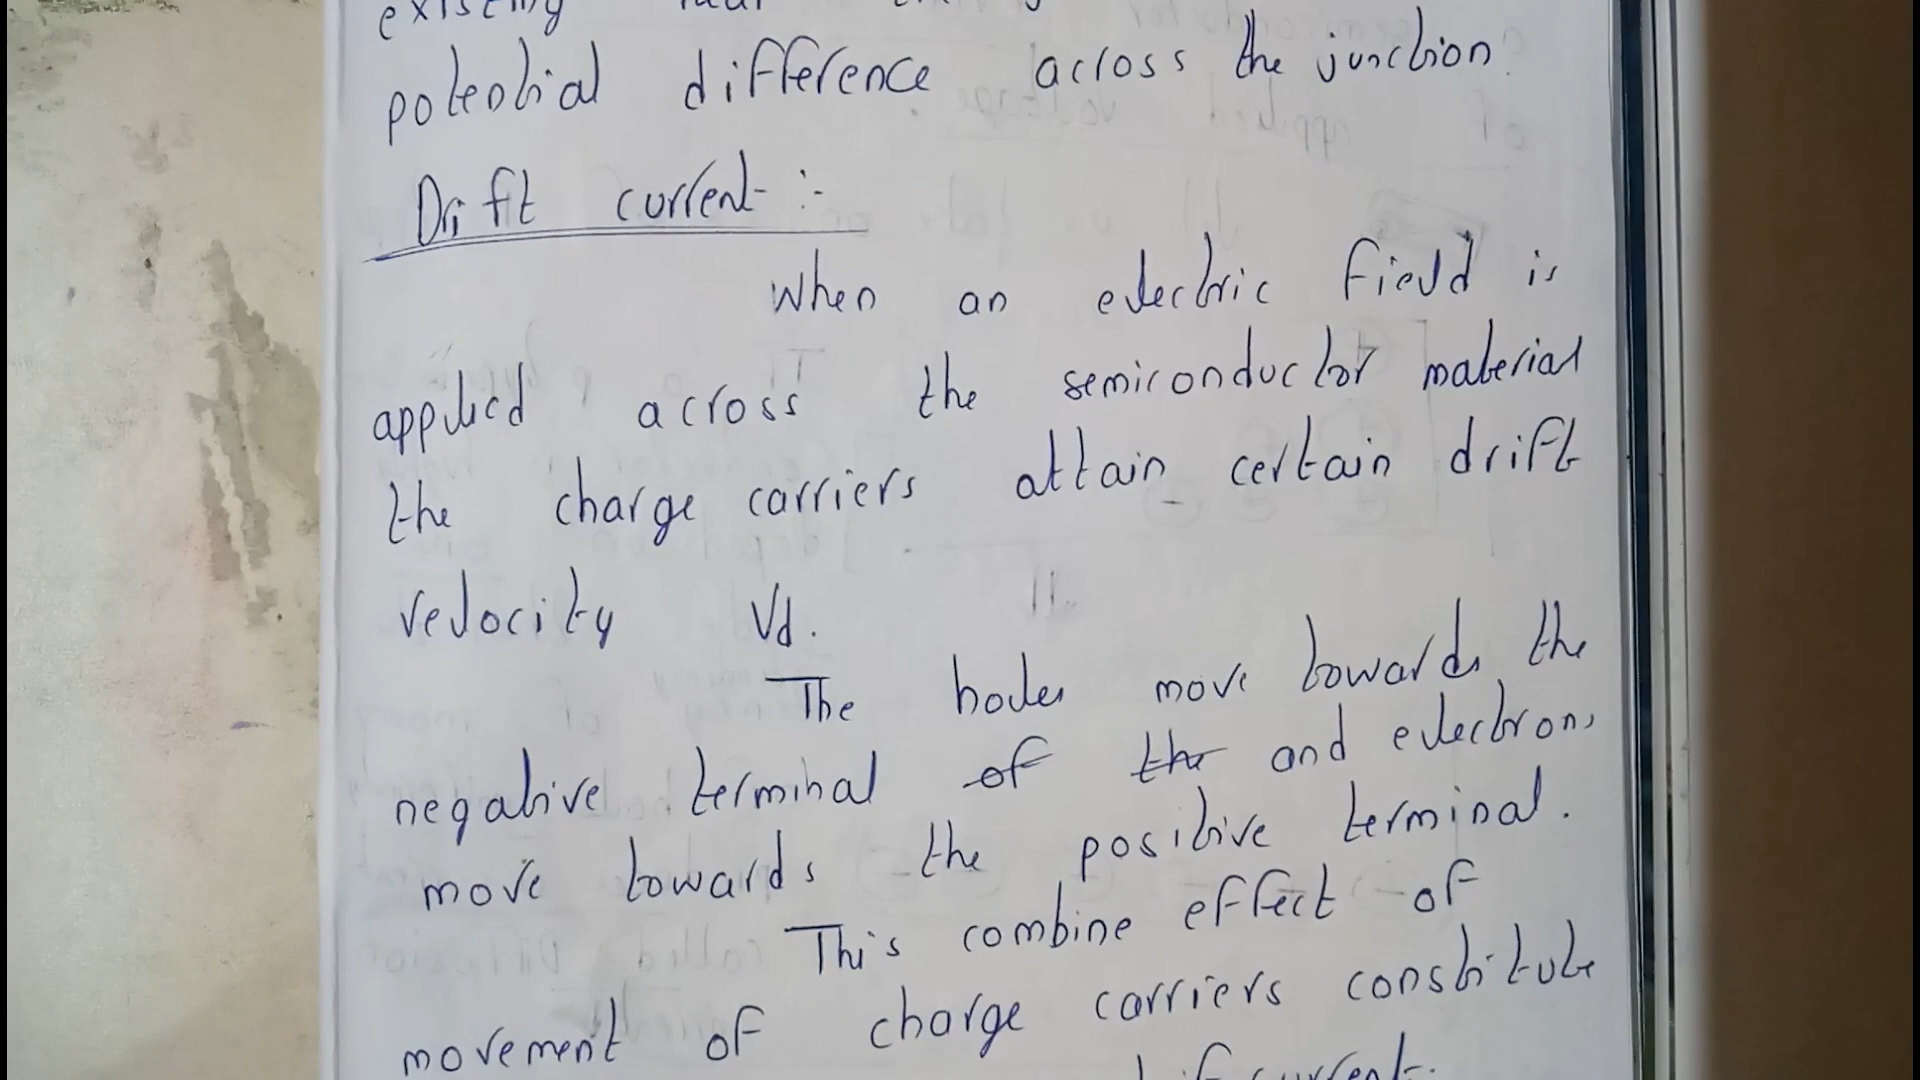 existing
potential difference across the junction.
Drift current :-
When an electric field is
applied across the semiconductor material
the charge carriers attain certain drift
velocity Vd.
The holes move towards the
negative terminal of the and electrons
move towards the positive terminal.
This combine effect of
movement of charge carriers constitute
current.